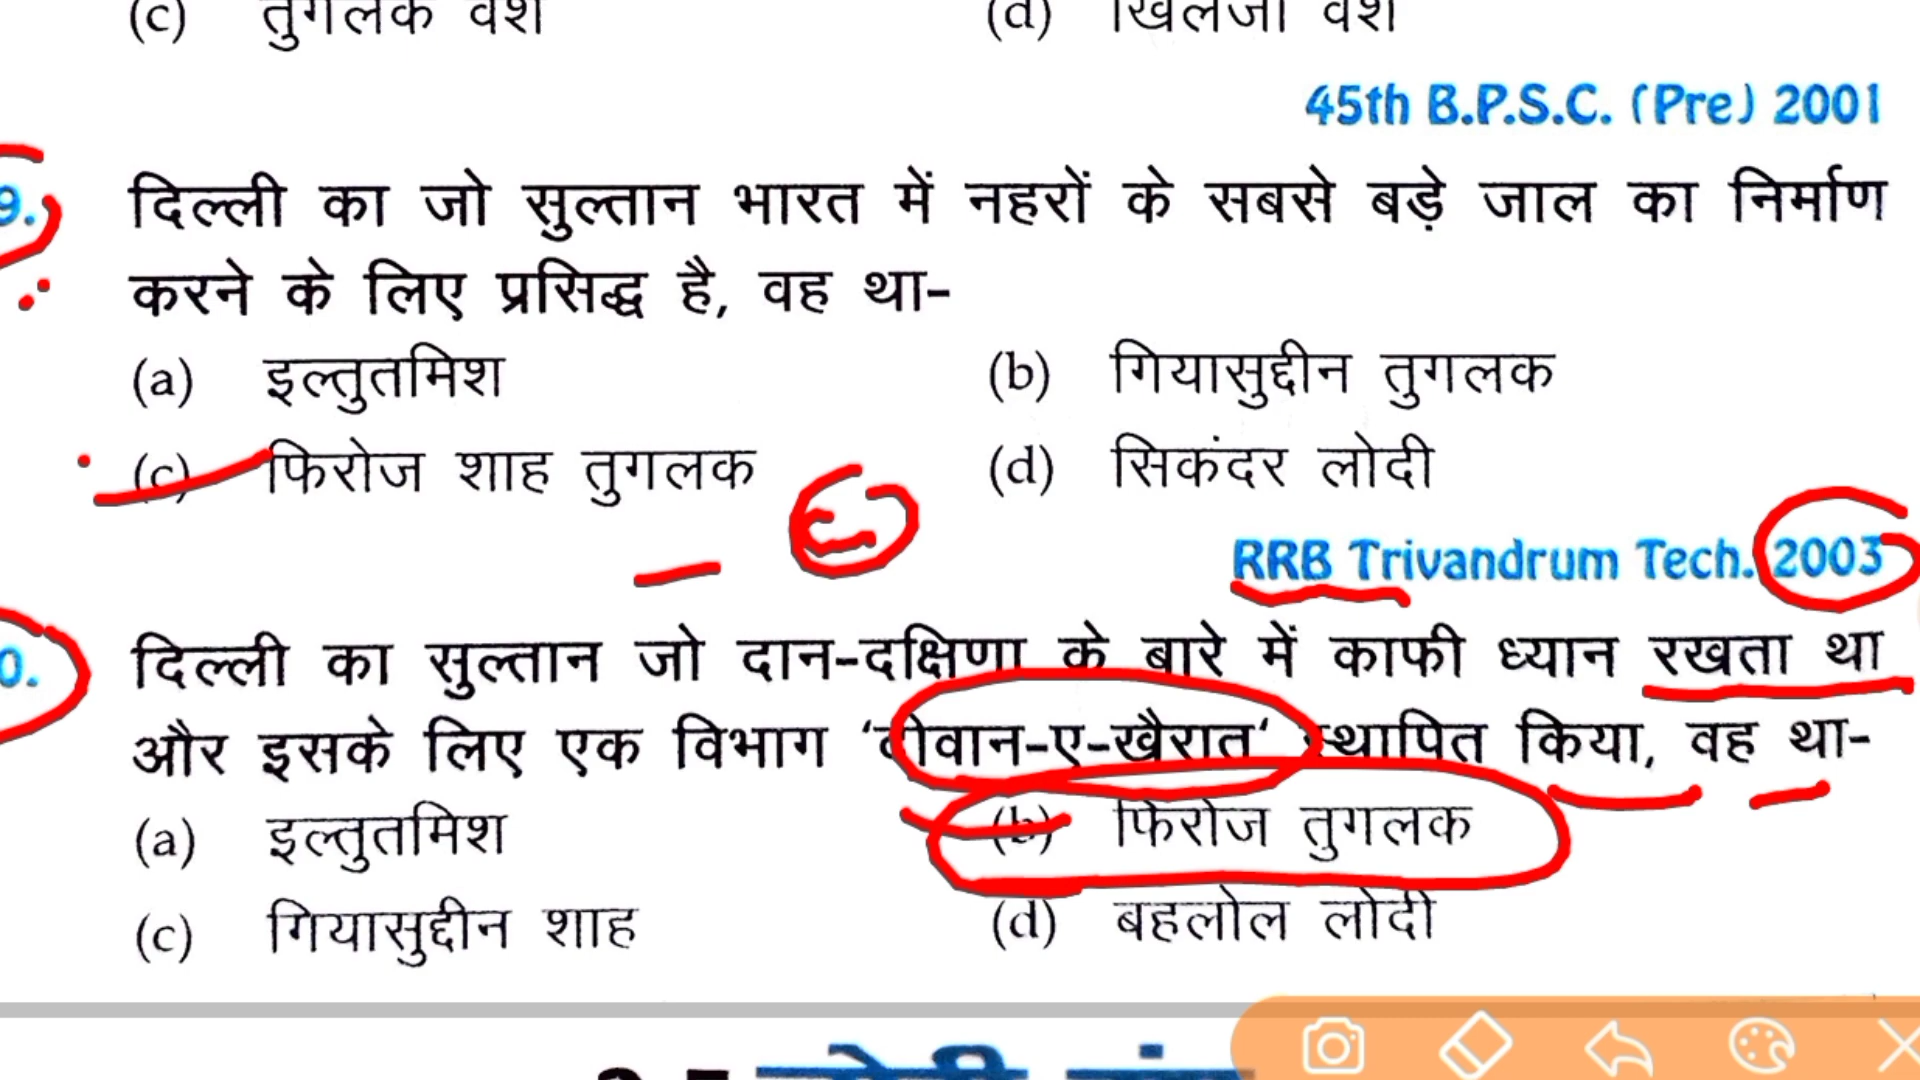 (c) तुगलक वंश (d) खिलजी वंश
45th B.P.S.C. (Pre) 2001
9. दिल्ली का जो सुल्तान भारत में नहरों के सबसे बड़े जाल का निर्माण
करने के लिए प्रसिद्ध है, वह था-
(a) इल्तुतमिश (b) गियासुद्दीन तुगलक
(c) फिरोज शाह तुगलक (d) सिकंदर लोदी
RRB Trivandrum Tech. 2003
0. दिल्ली का सुल्तान जो दान-दक्षिणा के बारे में काफी ध्यान रखता था
और इसके लिए एक विभाग ‘दीवान-ए-खैरात‘ स्थापित किया, वह था-
(a) इल्तुतमिश (b) फिरोज तुगलक
(c) गियासुद्दीन शाह (d) बहलोल लोदी